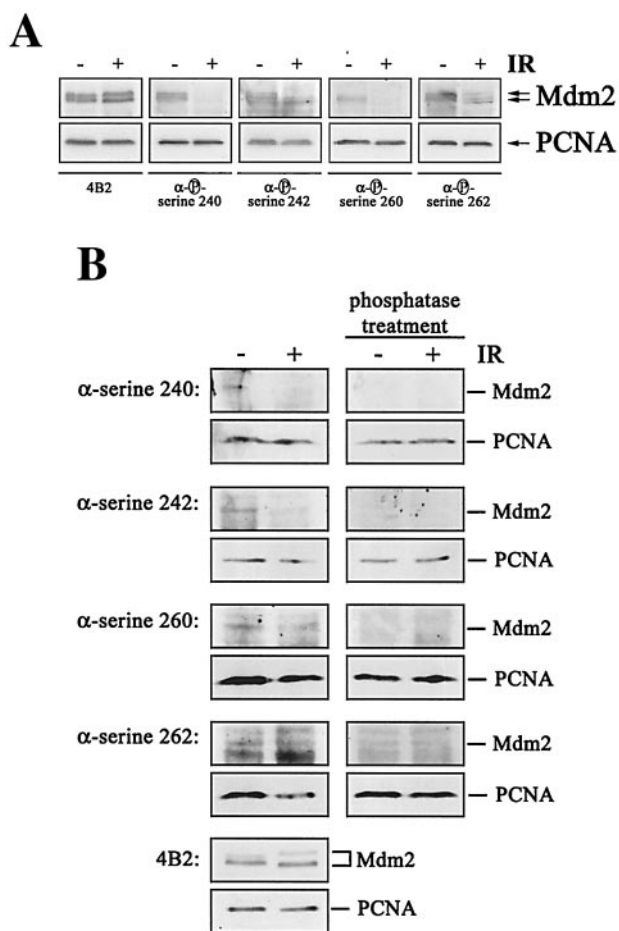 A
- + - + - + - + - + IR
Mdm2
PCNA
4B2 α-Ⓟ- α-Ⓟ- α-Ⓟ- α-Ⓟ-
serine 240 serine 242 serine 260 serine 262
B
phosphatase
treatment
- + - + IR
α-serine 240: Mdm2
PCNA
α-serine 242: Mdm2
PCNA
α-serine 260: Mdm2
PCNA
α-serine 262: Mdm2
PCNA
4B2: Mdm2
PCNA